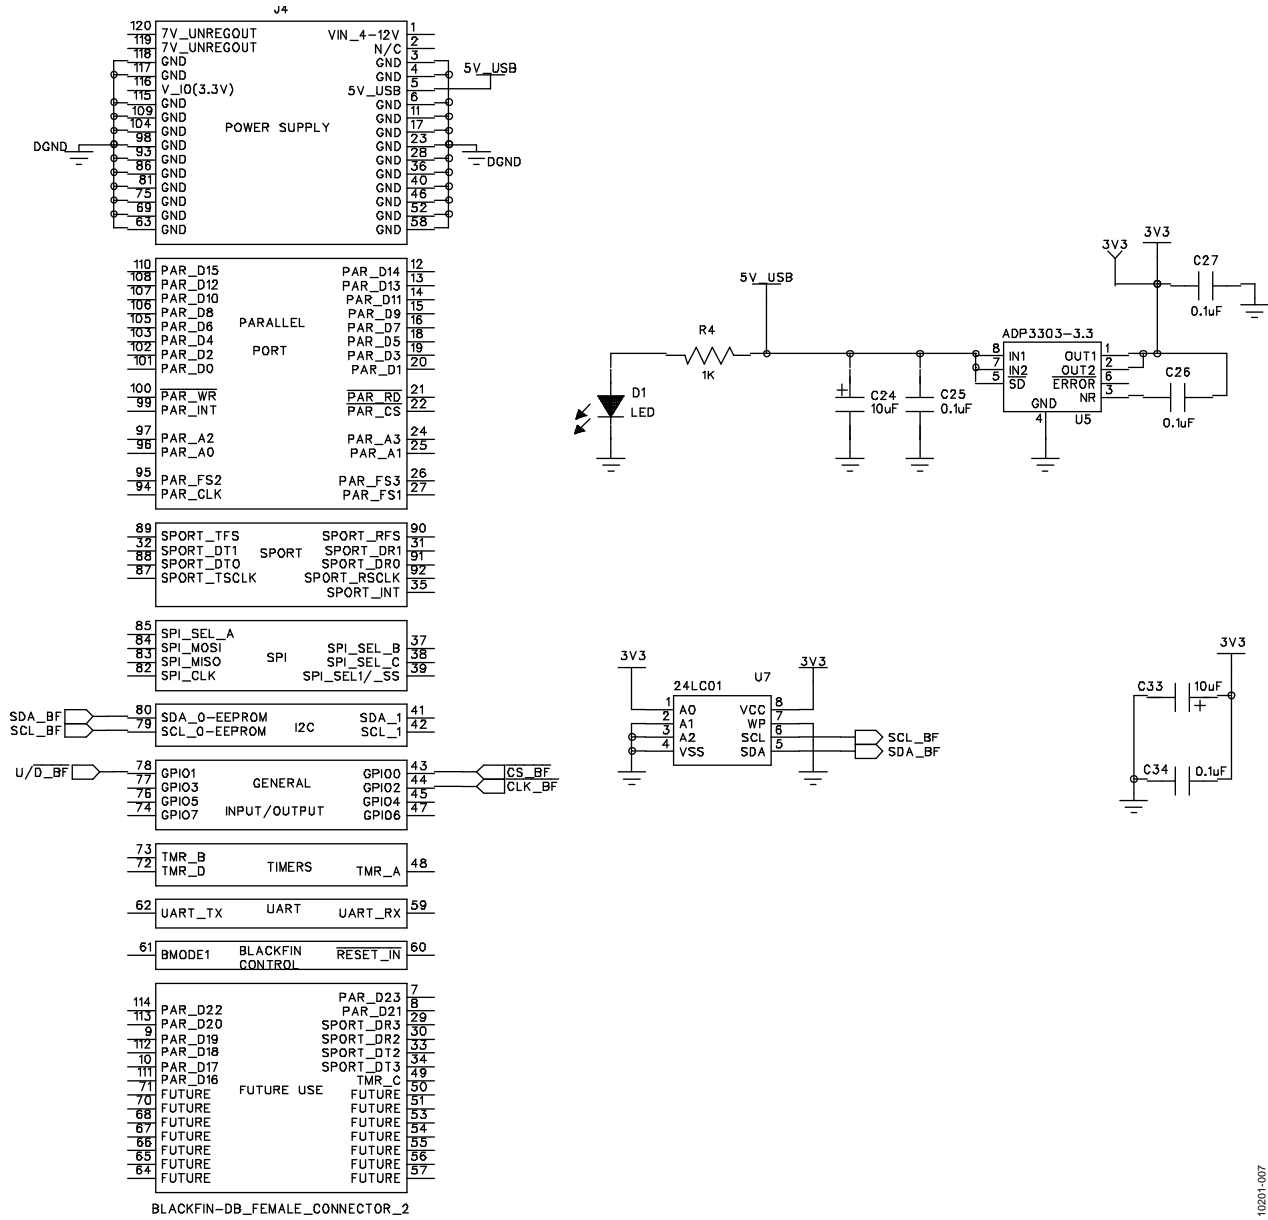 J4
120 7V_UNREGOUT VIN_4-12V 1
119 7V_UNREGOUT N/C 2
118 GND GND 3
117 GND GND 4
116 V_IO(3.3V) 5V_USB 5
115 GND GND 6
109 GND GND 11
104 GND GND 17
98 GND GND 23
93 GND GND 28
86 GND GND 36
81 GND GND 40
75 GND GND 46
69 GND GND 52
63 GND GND 58
POWER SUPPLY
DGND
5V_USB
DGND
110 PAR_D15 PAR_D14 12
108 PAR_D12 PAR_D13 13
107 PAR_D10 PAR_D11 14
106 PAR_D8 PAR_D9 15
105 PAR_D6 PAR_D7 16
103 PAR_D4 PAR_D5 18
102 PAR_D2 PAR_D3 19
101 PAR_D0 PAR_D1 20
PARALLEL
PORT
100 PAR_WR PAR_RD 21
99 PAR_INT PAR_CS 22
97 PAR_A2 PAR_A3 24
96 PAR_A0 PAR_A1 25
95 PAR_FS2 PAR_FS3 26
94 PAR_CLK PAR_FS1 27
89 SPORT_TFS SPORT_RFS 90
32 SPORT_DT1 SPORT SPORT_DR1 31
88 SPORT_DT0 SPORT_DR0 91
87 SPORT_TSCLK SPORT_RSCLK 92
SPORT_INT 35
85 SPI_SEL_A
84 SPI_MOSI SPI_SEL_B 37
83 SPI_MISO SPI SPI_SEL_C 38
82 SPI_CLK SPI_SEL1/_SS 39
SDA_BF 80 SDA_0-EEPROM SDA_1 41
SCL_BF 79 SCL_0-EEPROM I2C SCL_1 42
U/D_BF 78 GPIO1 GPIO0 43 CS_BF
77 GPIO3 GENERAL GPIO2 44 CLK_BF
76 GPIO5 GPIO4 45
74 GPIO7 INPUT/OUTPUT GPIO6 47
73 TMR_B
72 TMR_D TIMERS TMR_A 48
62 UART_TX UART UART_RX 59
61 BMODE1 BLACKFIN CONTROL RESET_IN 60
PAR_D23 7
114 PAR_D22 PAR_D21 8
113 PAR_D20 SPORT_DR3 29
9 PAR_D19 SPORT_DR2 30
112 PAR_D18 SPORT_DT2 33
10 PAR_D17 SPORT_DT3 34
111 PAR_D16 TMR_C 49
71 FUTURE FUTURE USE FUTURE 50
70 FUTURE FUTURE 51
68 FUTURE FUTURE 53
67 FUTURE FUTURE 54
66 FUTURE FUTURE 55
65 FUTURE FUTURE 56
64 FUTURE FUTURE 57
BLACKFIN-DB_FEMALE_CONNECTOR_2
5V_USB
R4
1K
D1
LED
+
C24
10uF
C25
0.1uF
ADP3303-3.3
8 IN1 OUT1 1
7 IN2 OUT2 2
5 SD ERROR 6
NR 3
GND
4
U5
3V3
3V3
C27
0.1uF
C26
0.1uF
3V3
24LC01
U7
3V3
1 A0 VCC 8
2 A1 WP 7
3 A2 SCL 6 SCL_BF
4 VSS SDA 5 SDA_BF
3V3
C33
10uF
+
C34
0.1uF
10201-007